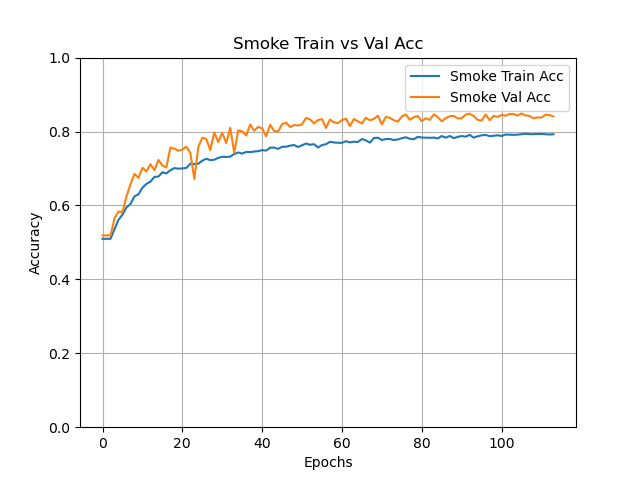 Smoke Train vs Val Acc
Smoke Train Acc
Smoke Val Acc
1.0
0.8
0.6
0.4
0.2
0.0
Accuracy
0 20 40 60 80 100
Epochs